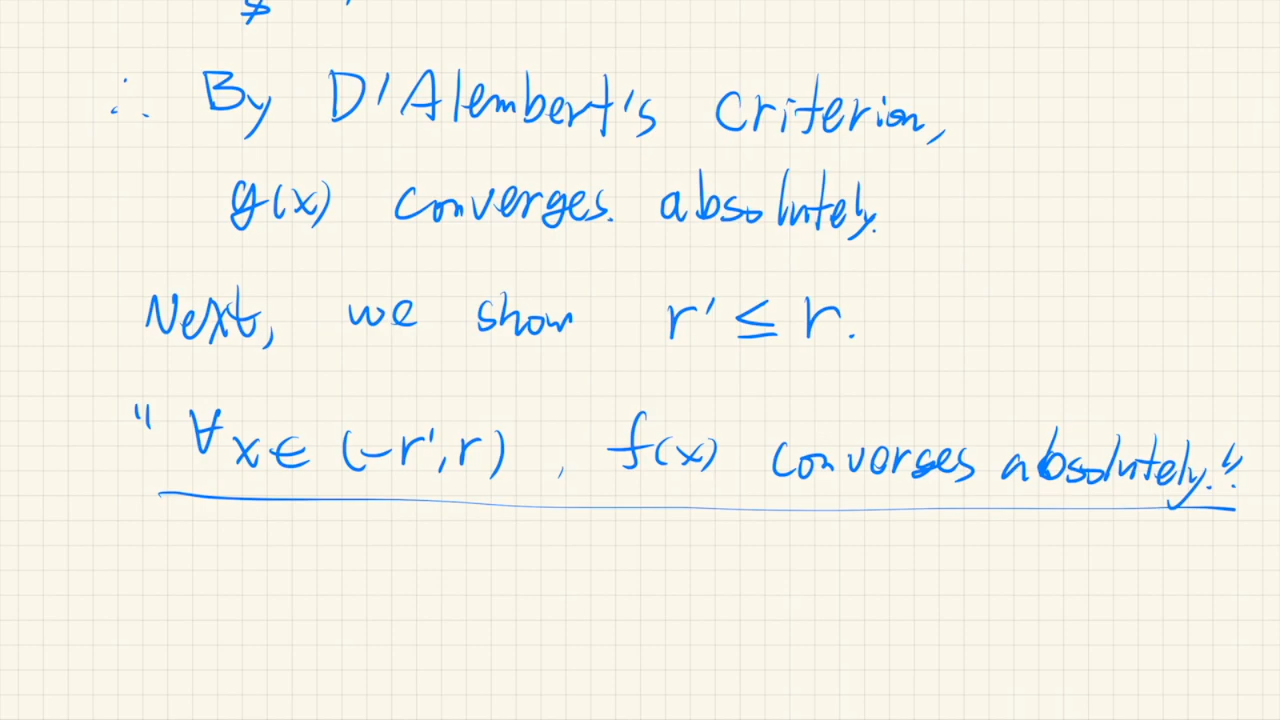 ∴ By D'Alembert's Criterion,
g(x) converges absolutely.
Next, we show r' ≤ r.
"∀x ∈ (-r', r), f(x) converges absolutely."